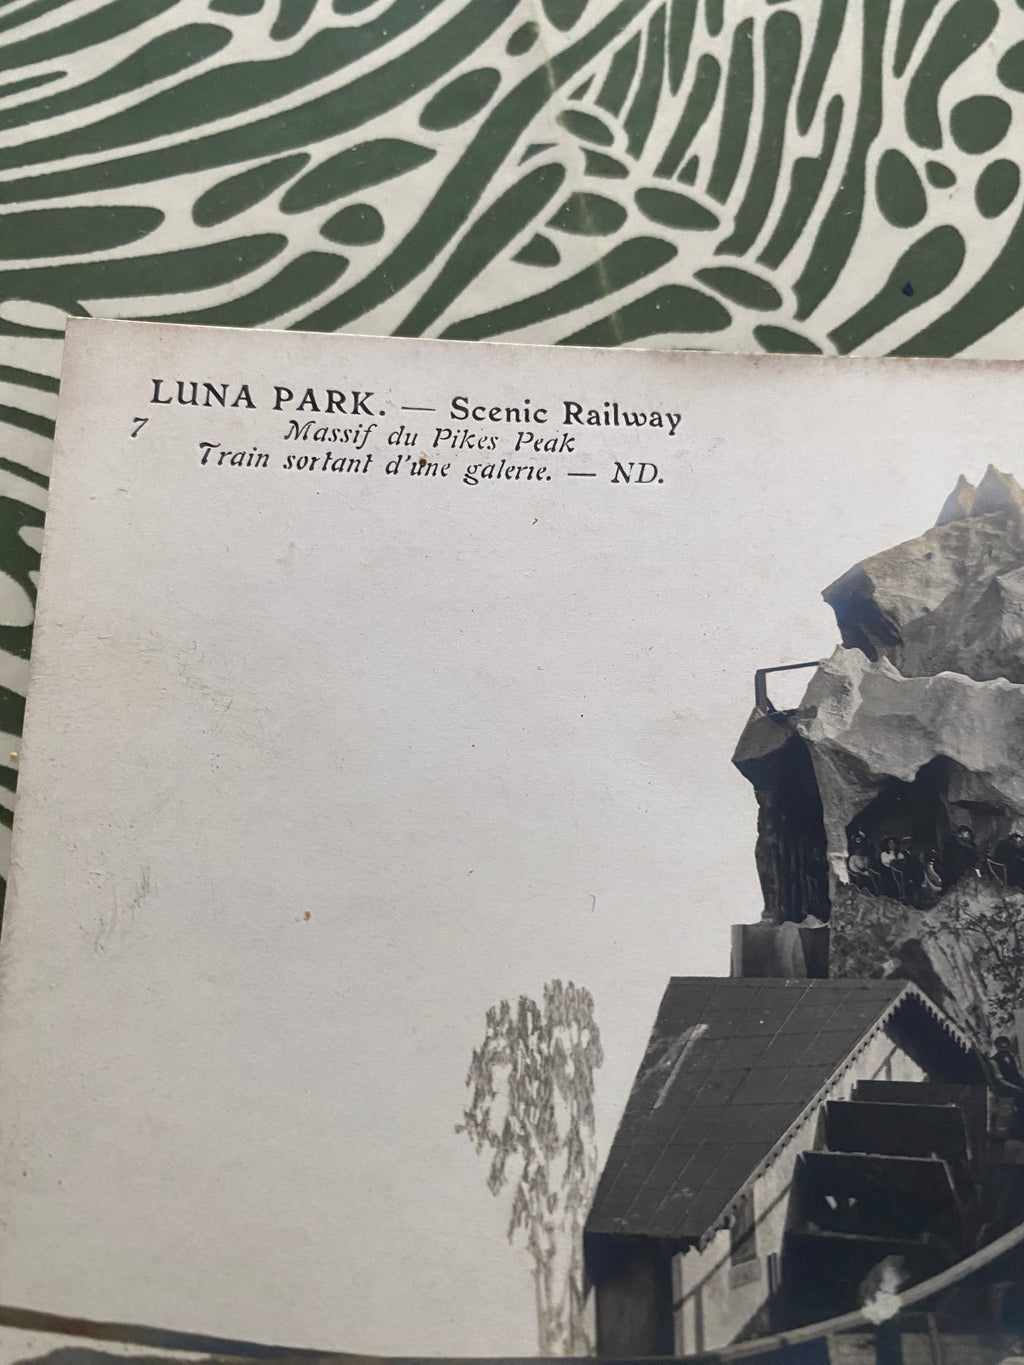 LUNA PARK. — Scenic Railway
7 Massif du Pikes Peak
Train sortant d'une galerie. — ND.